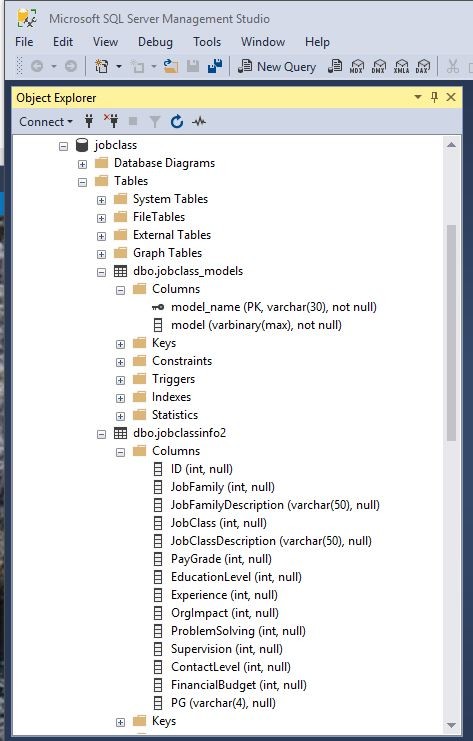 Microsoft SQL Server Management Studio
File Edit View Debug Tools Window Help
New Query MDX DMX XMLA DAX
Object Explorer
Connect
jobclass
Database Diagrams
Tables
System Tables
FileTables
External Tables
Graph Tables
dbo.jobclass_models
Columns
model_name (PK, varchar(30), not null)
model (varbinary(max), not null)
Keys
Constraints
Triggers
Indexes
Statistics
dbo.jobclassinfo2
Columns
ID (int, null)
JobFamily (int, null)
JobFamilyDescription (varchar(50), null)
JobClass (int, null)
JobClassDescription (varchar(50), null)
PayGrade (int, null)
EducationLevel (int, null)
Experience (int, null)
OrgImpact (int, null)
ProblemSolving (int, null)
Supervision (int, null)
ContactLevel (int, null)
FinancialBudget (int, null)
PG (varchar(4), null)
Keys